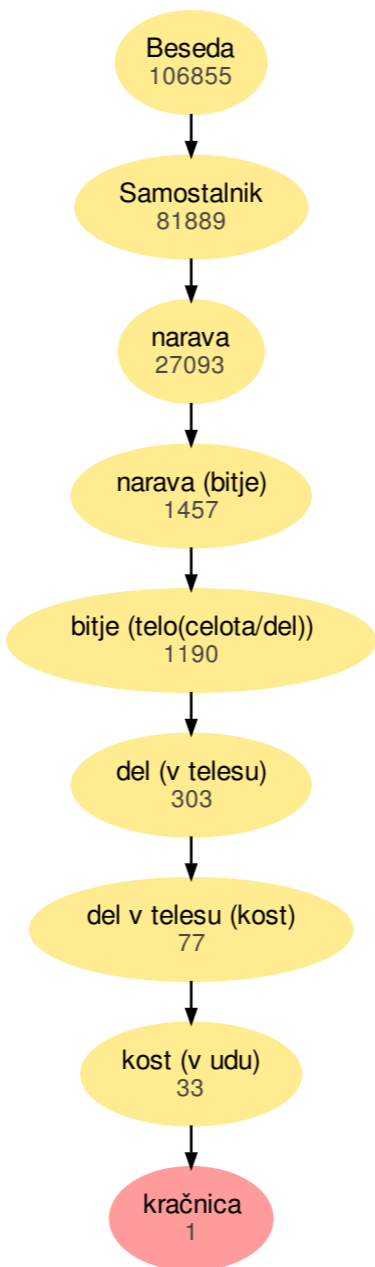 Beseda
106855
Samostalnik
81889
narava
27093
narava (bitje)
1457
bitje (telo(celota/del))
1190
del (v telesu)
303
del v telesu (kost)
77
kost (v udu)
33
kračnica
1